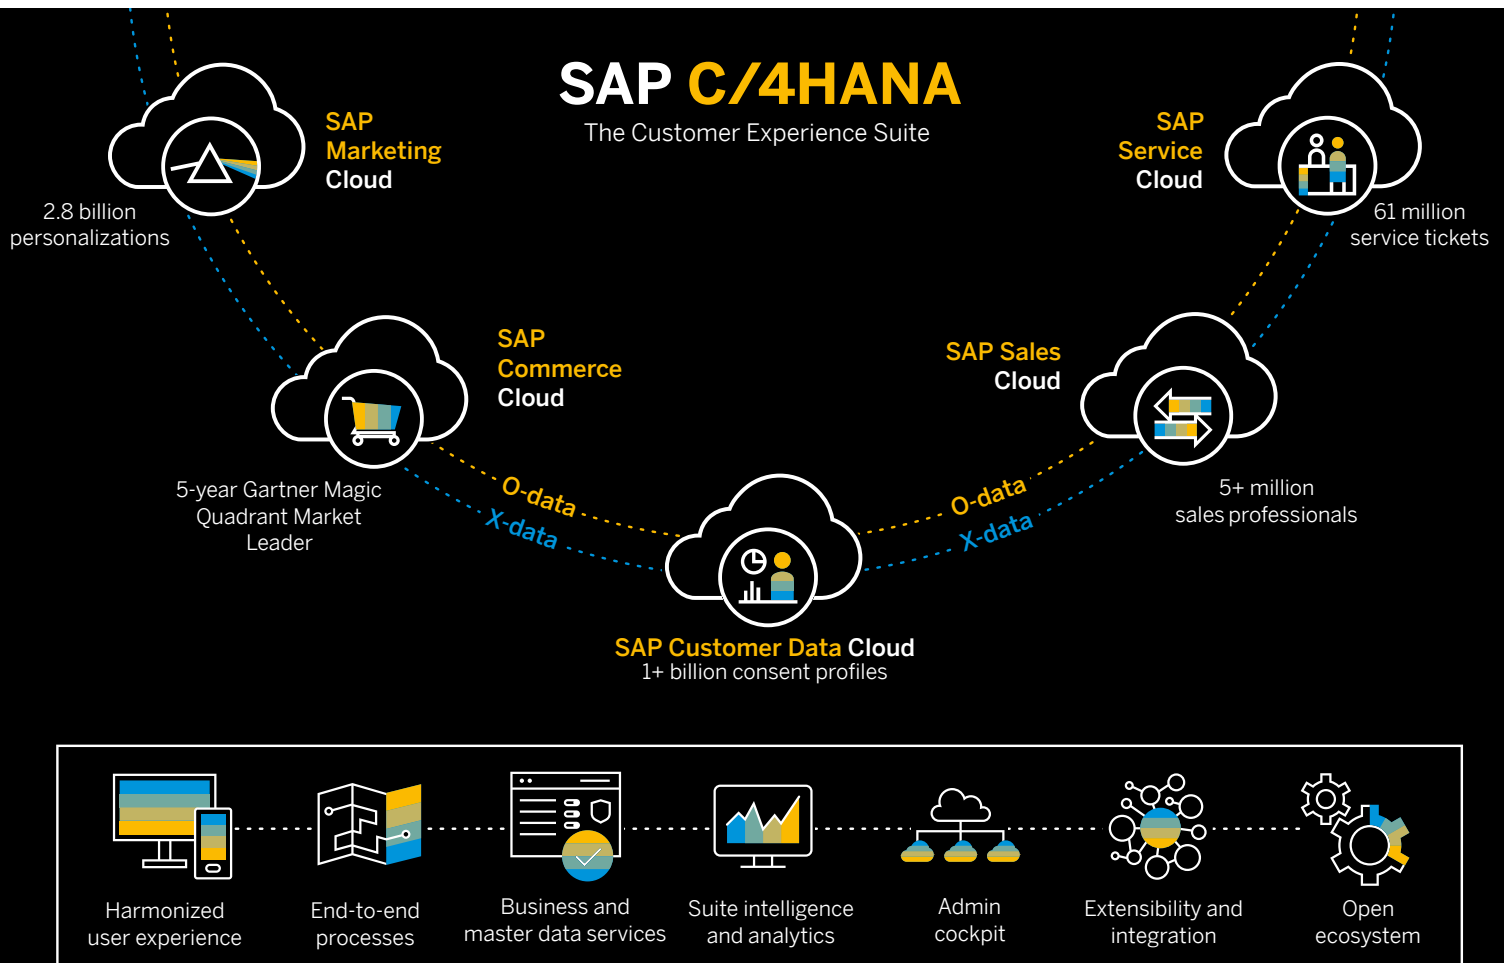 SAP C/4HANA
The Customer Experience Suite
SAP
Marketing
Cloud
2.8 billion
personalizations
SAP
Service
Cloud
61 million
service tickets
SAP
Commerce
Cloud
5-year Gartner Magic
Quadrant Market
Leader
SAP Sales
Cloud
5+ million
sales professionals
O-data
X-data
O-data
X-data
SAP Customer Data Cloud
1+ billion consent profiles
Harmonized
user experience
End-to-end
processes
Business and
master data services
Suite intelligence
and analytics
Admin
cockpit
Extensibility and
integration
Open
ecosystem